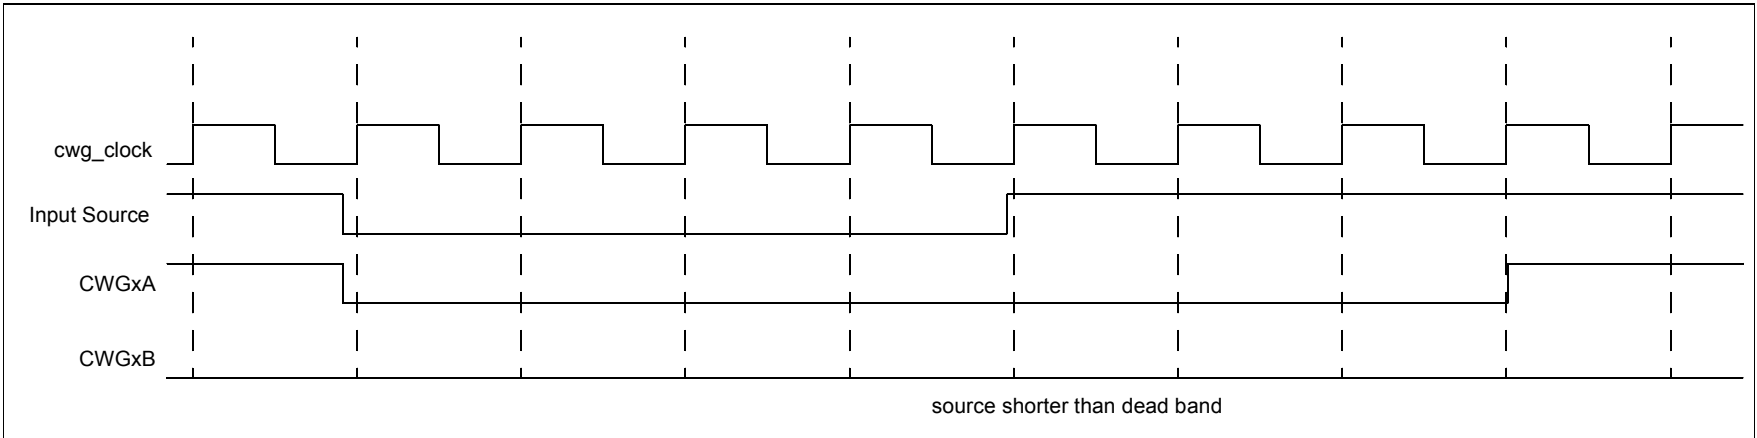 cwg_clock
Input Source
CWGxA
CWGxB
source shorter than dead band